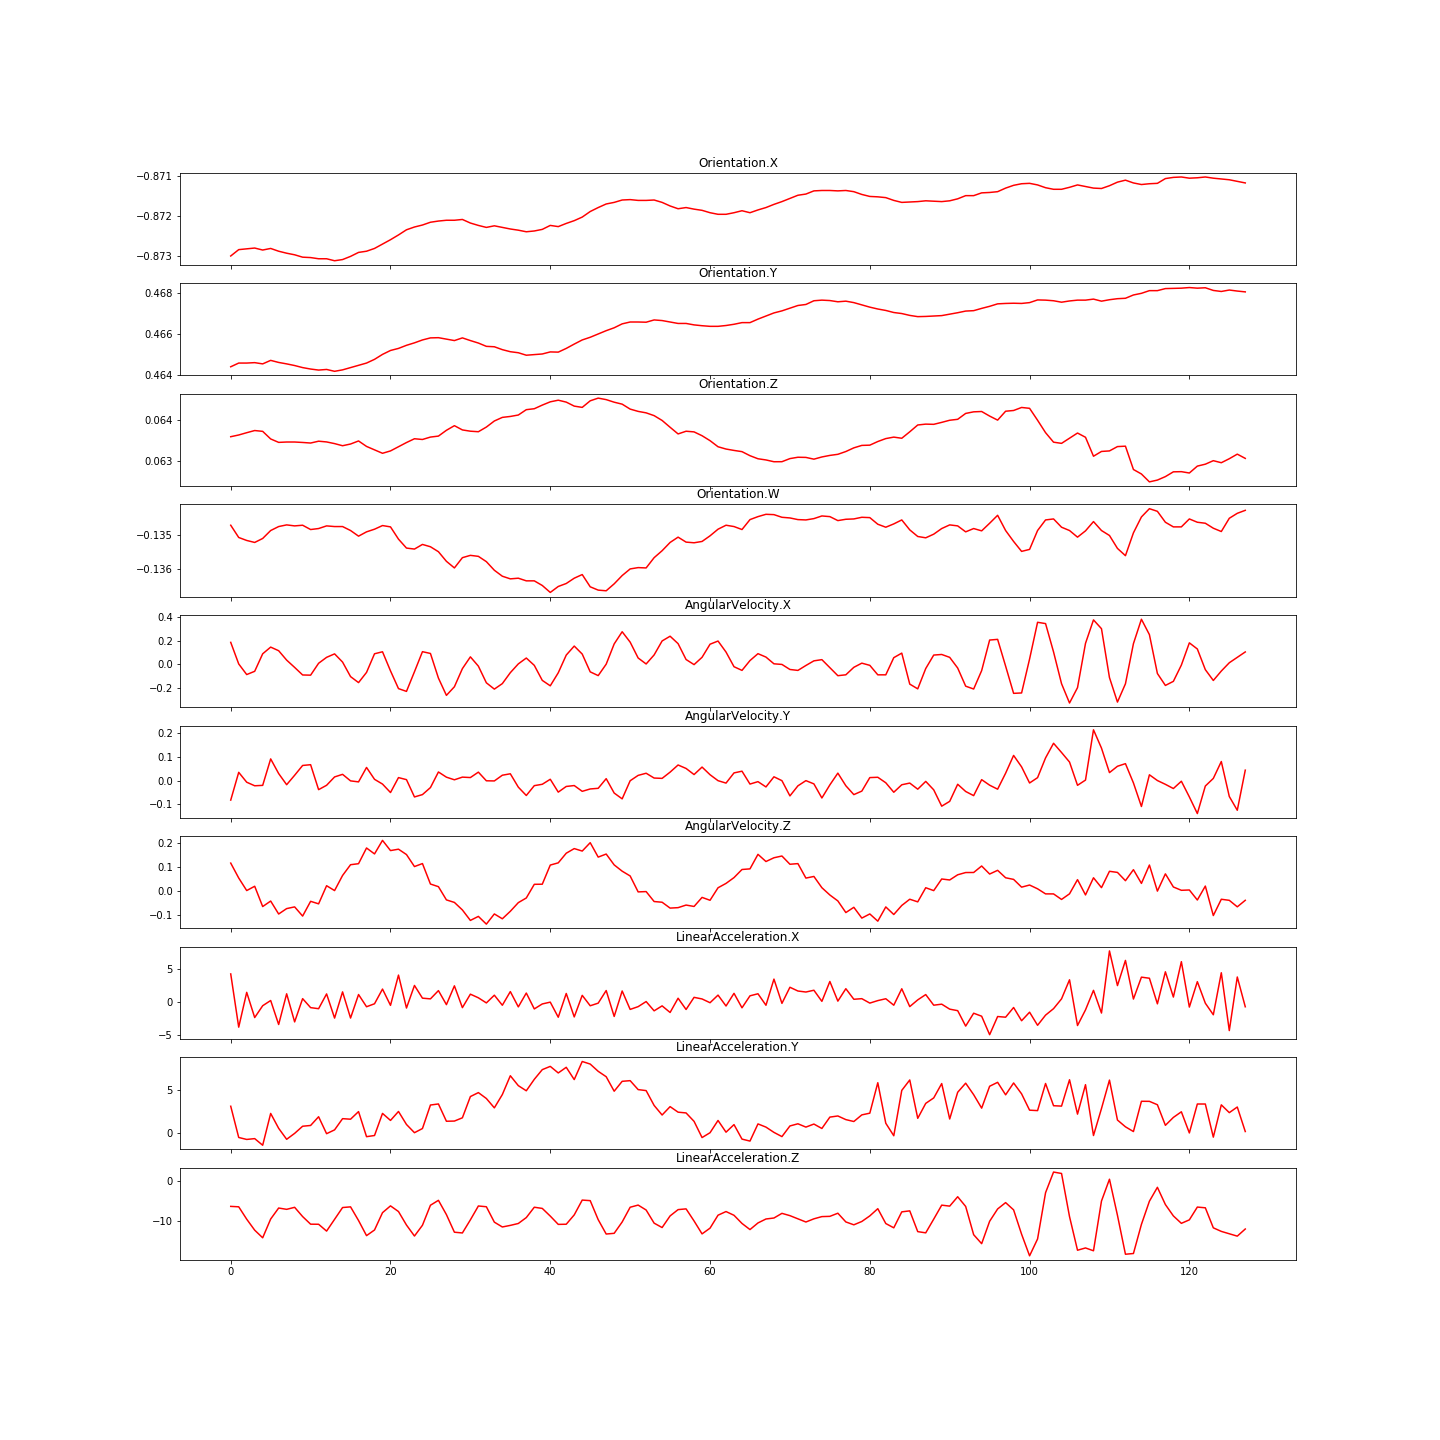 Orientation.X
−0.871
−0.872
−0.873
Orientation.Y
0.468
0.466
0.464
Orientation.Z
0.064
0.063
Orientation.W
−0.135
−0.136
AngularVelocity.X
0.4
0.2
0.0
−0.2
AngularVelocity.Y
0.2
0.1
0.0
−0.1
AngularVelocity.Z
0.2
0.1
0.0
−0.1
LinearAcceleration.X
5
0
−5
LinearAcceleration.Y
5
0
LinearAcceleration.Z
0
−10
0 20 40 60 80 100 120